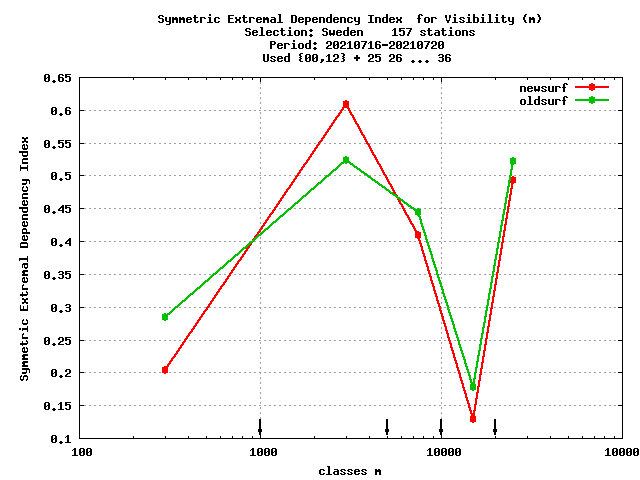 Symmetric Extremal Dependency Index  for Visibility (m)
Selection: Sweden    157 stations
Period: 20210716-20210720
Used {00,12} + 25 26 ... 36
newsurf
oldsurf
Symmetric Extremal Dependency Index
0.65
0.6
0.55
0.5
0.45
0.4
0.35
0.3
0.25
0.2
0.15
0.1
100
1000
10000
10000
classes m